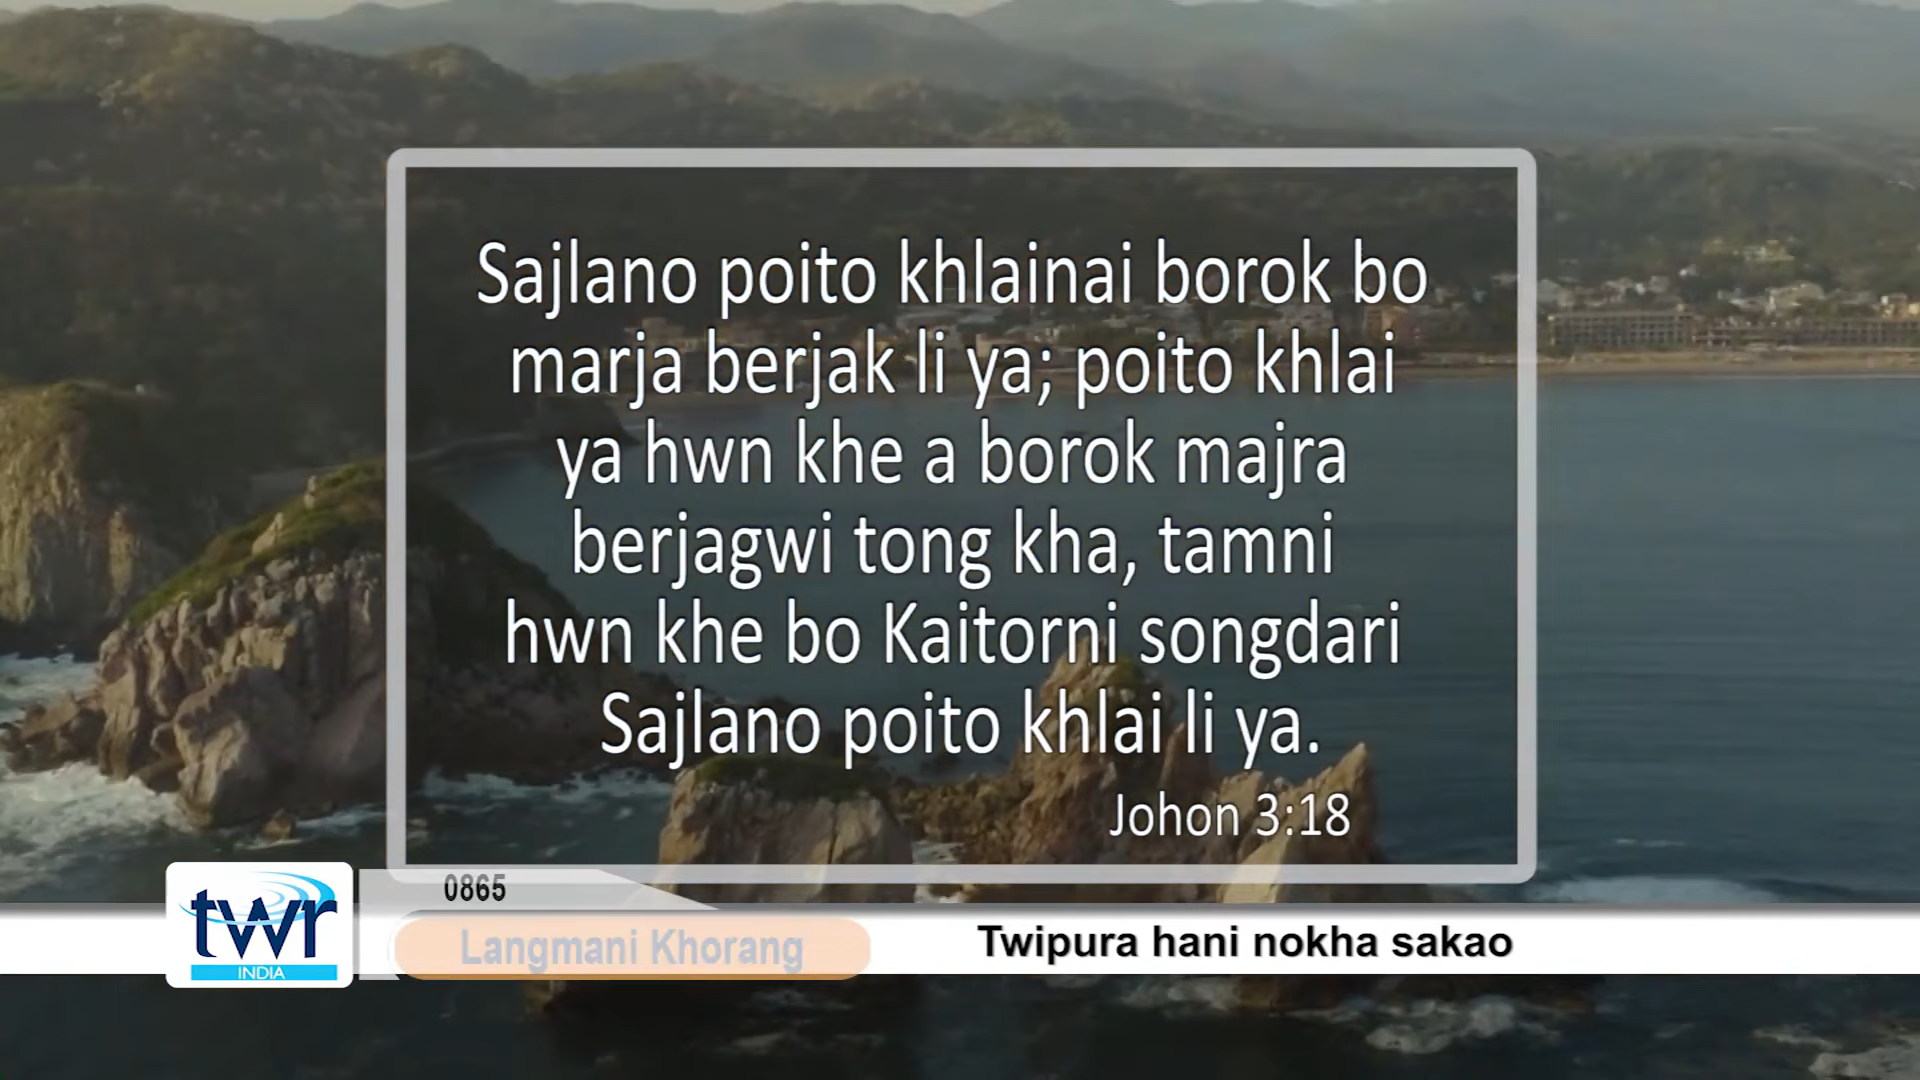 Sajlano poito khlainai borok bo
marja berjak li ya; poito khlai
ya hwn khe a borok majra
berjagwi tong kha, tamni
hwn khe bo Kaitorni songdari
Sajlano poito khlai li ya.
Johon 3:18
0865
twr
INDIA
Langmani Khorang
Twipura hani nokha sakao